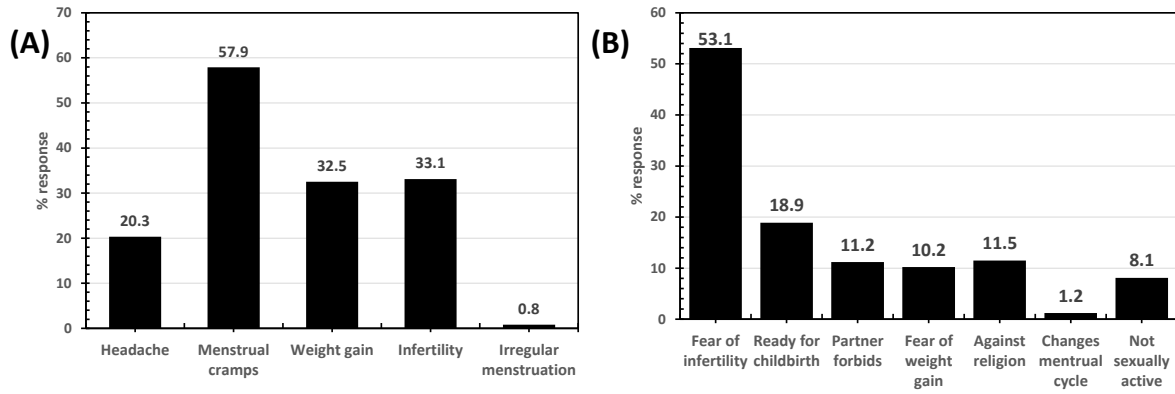 (A)
% response
70
60
50
40
30
20
10
0
20.3
57.9
32.5
33.1
0.8
Headache
Menstrual
cramps
Weight gain
Infertility
Irregular
menstruation
(B)
% response
60
50
40
30
20
10
0
53.1
18.9
11.2
10.2
11.5
1.2
8.1
Fear of
infertility
Ready for
childbirth
Partner
forbids
Fear of
weight
gain
Against
religion
Changes
mentrual
cycle
Not
sexually
active